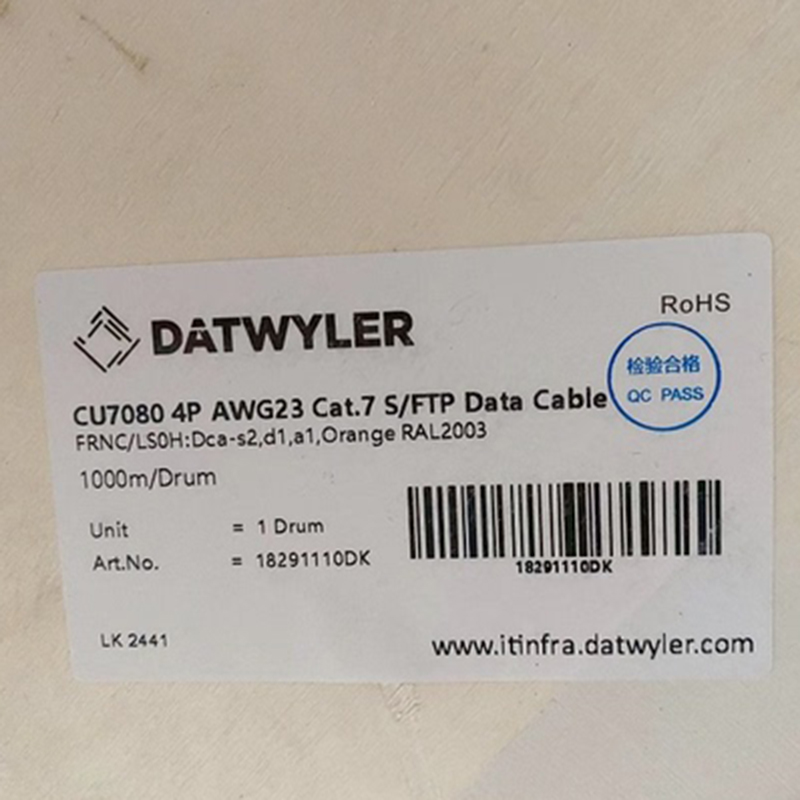 DATWYLER
RoHS
检验合格
QC PASS
CU7080 4P AWG23 Cat.7 S/FTP Data Cable
FRNC/LS0H:Dca-s2,d1,a1,Orange RAL2003
1000m/Drum
Unit = 1 Drum
Art.No. = 18291110DK
18291110DK
LK 2441
www.itinfra.datwyler.com